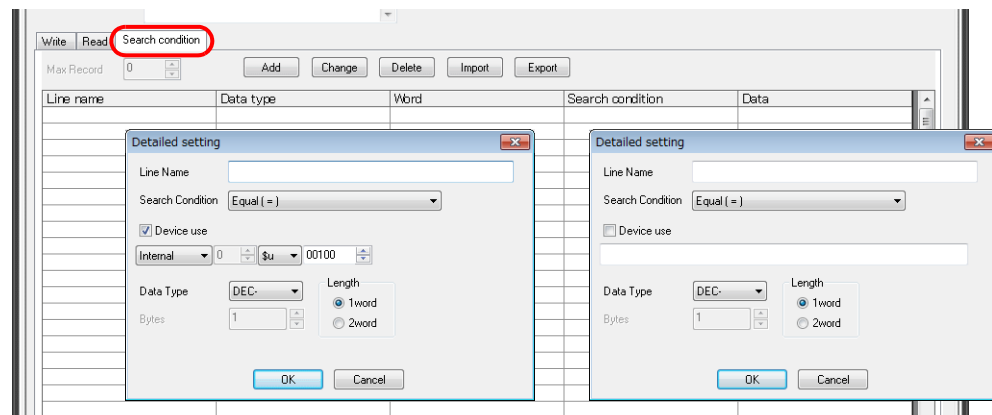 Write Read Search condition
Max Record 0 Add Change Delete Import Export
Line name Data type Word Search condition Data
Detailed setting
Line Name
Search Condition Equal ( = )
Device use
Internal 0 $u 00100
Data Type DEC-
Length
1word
2word
Bytes 1
OK Cancel
Detailed setting
Line Name
Search Condition Equal ( = )
Device use
Data Type DEC-
Length
1word
2word
Bytes 1
OK Cancel